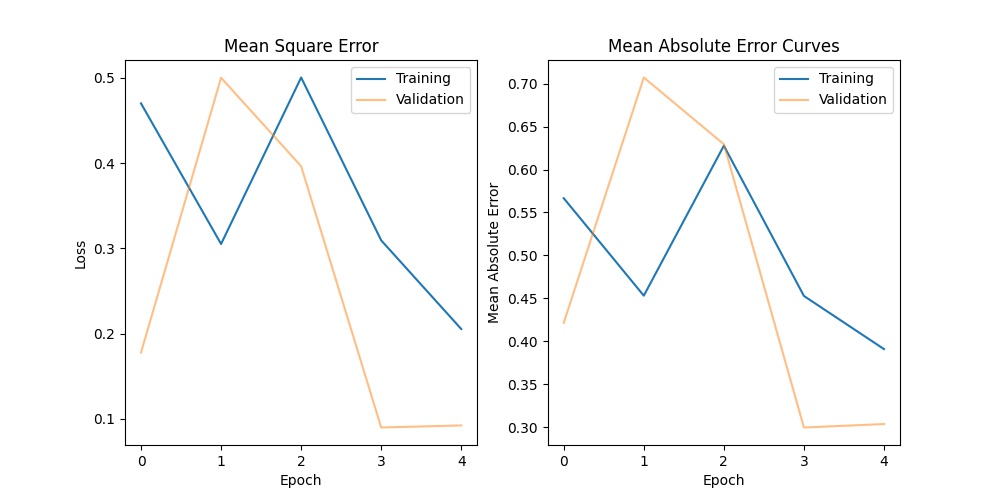 Mean Square Error
Training
Validation
0.5
0.4
0.3
0.2
0.1
Loss
0 1 2 3 4
Epoch
Mean Absolute Error Curves
Training
Validation
0.70
0.65
0.60
0.55
0.50
0.45
0.40
0.35
0.30
Mean Absolute Error
0 1 2 3 4
Epoch